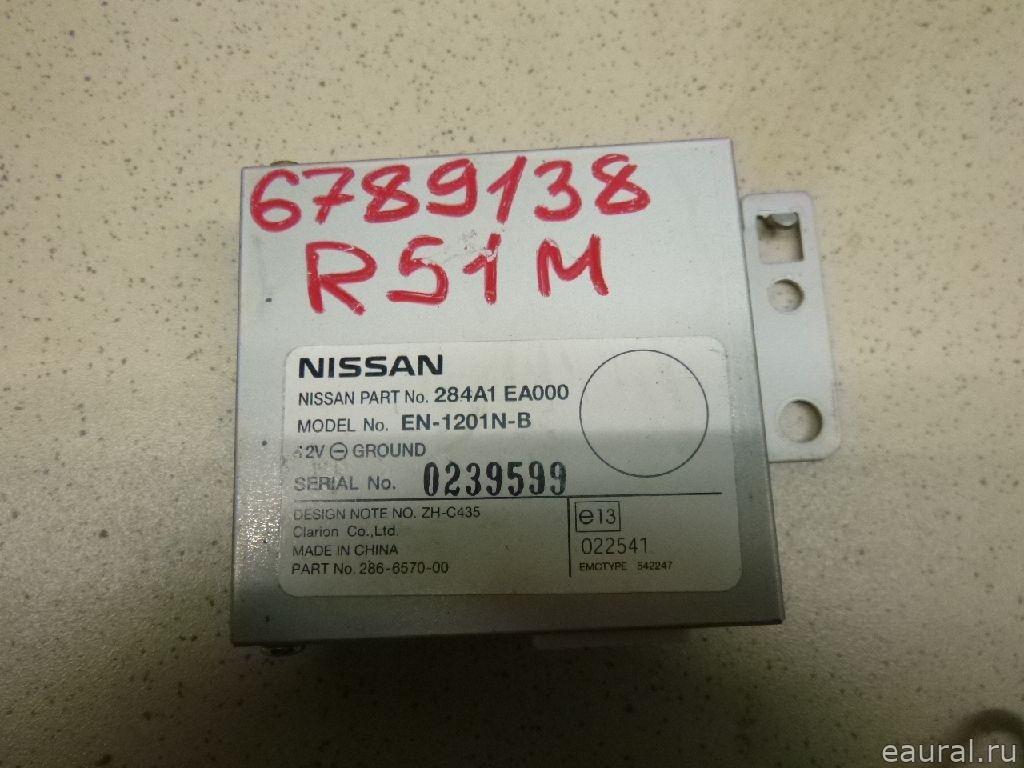 6789138
R51M
NISSAN
NISSAN PART No. 284A1 EA000
MODEL No. EN-1201N-B
12V ⊖ GROUND
SERIAL No. 0239599
DESIGN NOTE NO. ZH-C435
Clarion Co.,Ltd.
MADE IN CHINA
PART No. 286-6570-00
e13
022541
EMCTYPE 542247
eaural.ru